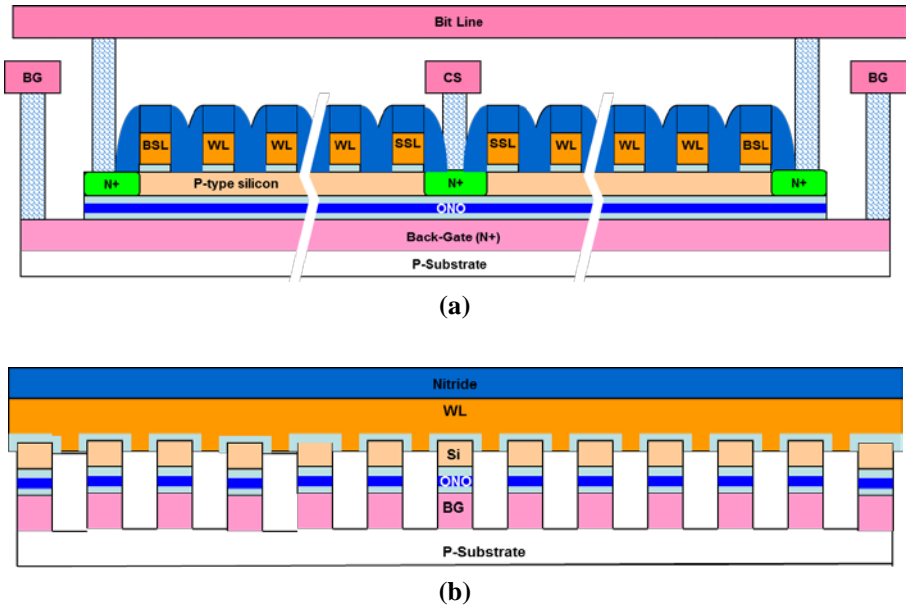 Bit Line
BG CS BG
BSL WL WL WL SSL SSL WL WL WL BSL
N+ P-type silicon N+ N+
ONO
Back-Gate (N+)
P-Substrate
(a)
Nitride
WL
Si
ONO
BG
P-Substrate
(b)